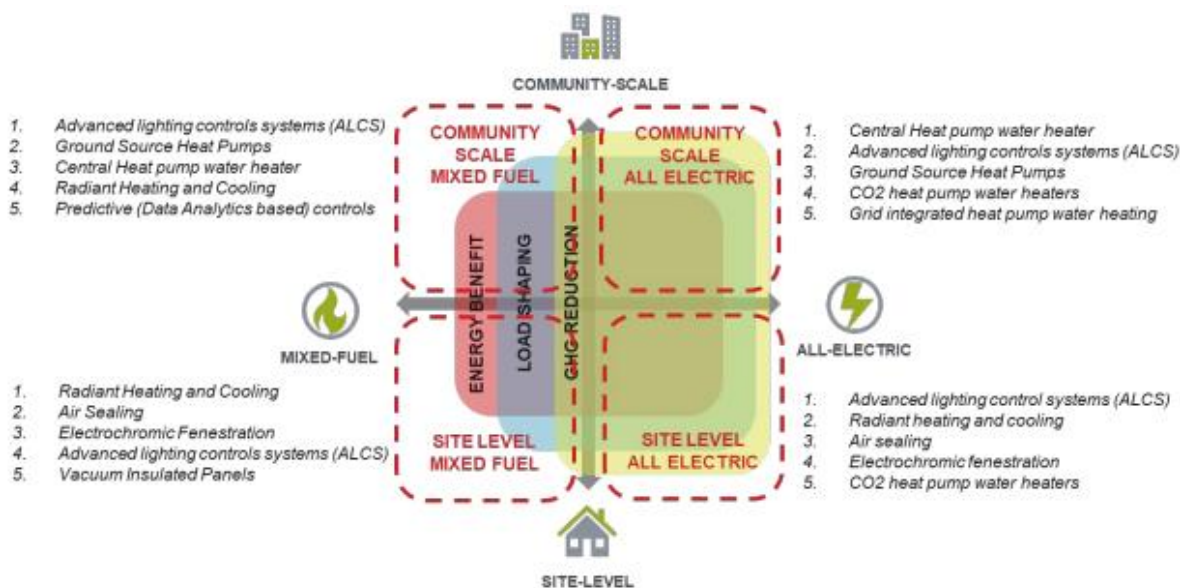 COMMUNITY-SCALE
1. Advanced lighting controls systems (ALCS)
2. Ground Source Heat Pumps
3. Central Heat pump water heater
4. Radiant Heating and Cooling
5. Predictive (Data Analytics based) controls
COMMUNITY
SCALE
MIXED FUEL
COMMUNITY
SCALE
ALL ELECTRIC
1. Central Heat pump water heater
2. Advanced lighting controls systems (ALCS)
3. Ground Source Heat Pumps
4. CO2 heat pump water heaters
5. Grid integrated heat pump water heating
ENERGY BENEFIT
LOAD SHAPING
GHG REDUCTION
MIXED-FUEL
ALL-ELECTRIC
1. Radiant Heating and Cooling
2. Air Sealing
3. Electrochromic Fenestration
4. Advanced lighting controls systems (ALCS)
5. Vacuum Insulated Panels
SITE LEVEL
MIXED FUEL
SITE LEVEL
ALL ELECTRIC
1. Advanced lighting control systems (ALCS)
2. Radiant heating and cooling
3. Air sealing
4. Electrochromic fenestration
5. CO2 heat pump water heaters
SITE-LEVEL